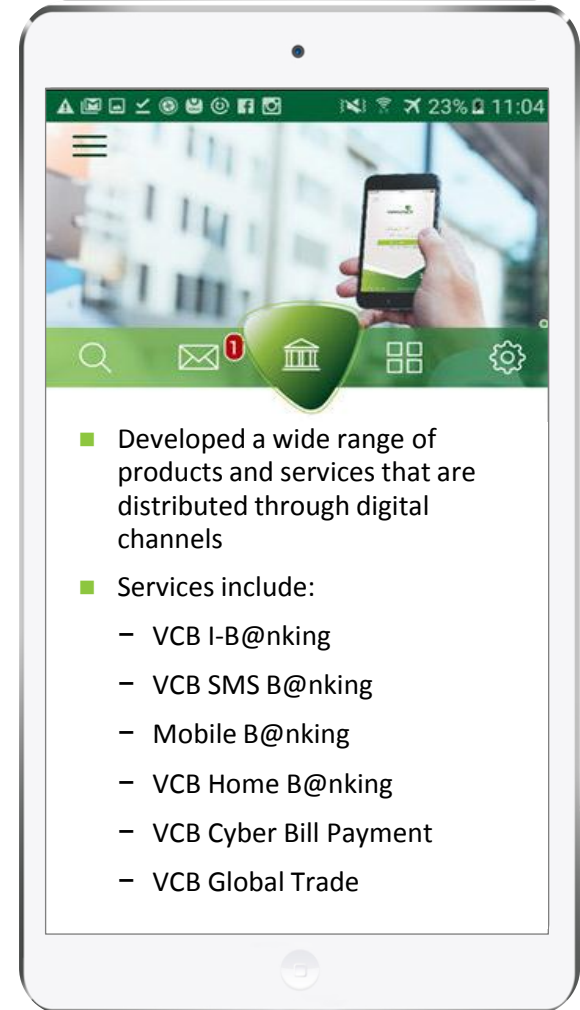 23% 11:04
1
Developed a wide range of
products and services that are
distributed through digital
channels
Services include:
− VCB I-B@nking
− VCB SMS B@nking
− Mobile B@nking
− VCB Home B@nking
− VCB Cyber Bill Payment
− VCB Global Trade